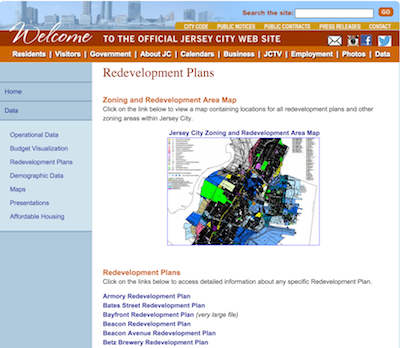 Search the site: GO
CITY CODE PUBLIC NOTICES PUBLIC CONTRACTS PRESS RELEASES CONTACT US
Welcome TO THE OFFICIAL JERSEY CITY WEB SITE
Residents | Visitors | Government | About JC | Calendars | Business | JCTV | Employment | Photos | Data
Home
Data
Operational Data
Budget Visualization
Redevelopment Plans
Demographic Data
Maps
Presentations
Affordable Housing
Redevelopment Plans
Zoning and Redevelopment Area Map
Click on the link below to view a map containing locations for all redevelopment plans and other
zoning areas within Jersey City.
Jersey City Zoning and Redevelopment Area Map
Redevelopment Plans
Click on the links below to access detailed information about any specific Redevelopment Plan.
Armory Redevelopment Plan
Bates Street Redevelopment Plan
Bayfront Redevelopment Plan (very large file)
Beacon Redevelopment Plan
Beacon Avenue Redevelopment Plan
Betz Brewery Redevelopment Plan